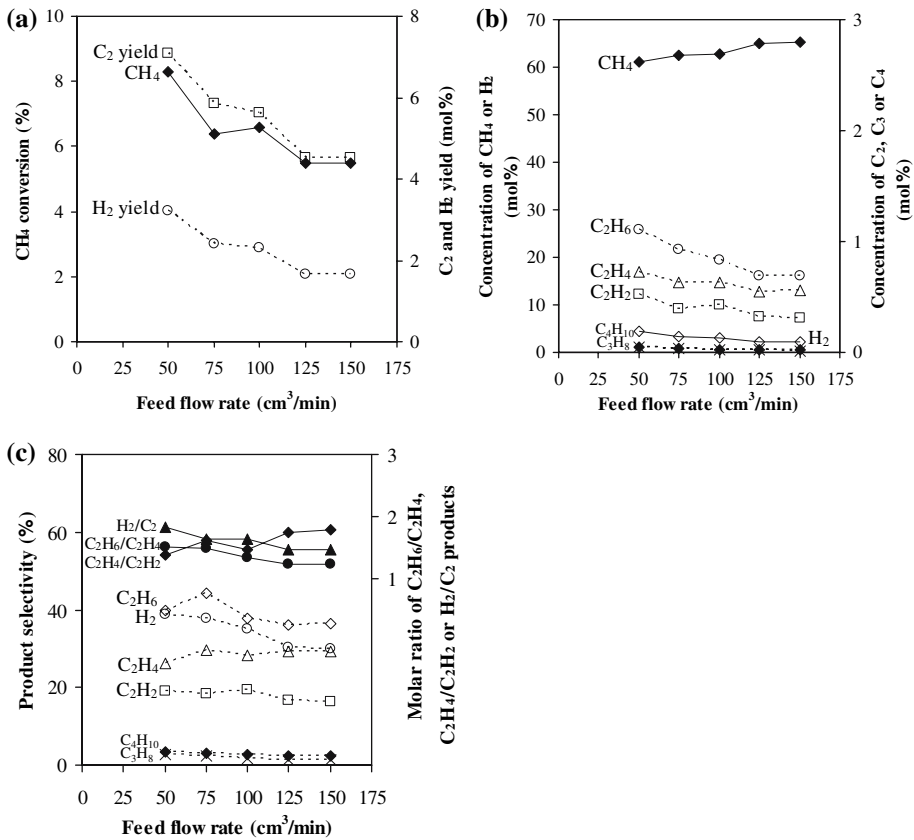 (a)
10
8
6
4
2
0
CH₄ conversion (%)
C₂ yield
CH₄
H₂ yield
8
6
4
2
0
C₂ and H₂ yield (mol%)
0 25 50 75 100 125 150 175
Feed flow rate (cm³/min)
(b)
70
60
50
40
30
20
10
0
Concentration of CH₄ or H₂
(mol%)
CH₄
C₂H₆
C₂H₄
C₂H₂
C₄H₁₀
C₃H₈
H₂
3
2
1
0
Concentration of C₂, C₃ or C₄
(mol%)
0 25 50 75 100 125 150 175
Feed flow rate (cm³/min)
(c)
80
60
40
20
0
Product selectivity (%)
H₂/C₂
C₂H₆/C₂H₄
C₂H₄/C₂H₂
C₂H₆
H₂
C₂H₄
C₂H₂
C₄H₁₀
C₃H₈
3
2
1
Molar ratio of C₂H₆/C₂H₄,
C₂H₄/C₂H₂ or H₂/C₂ products
0 25 50 75 100 125 150 175
Feed flow rate (cm³/min)